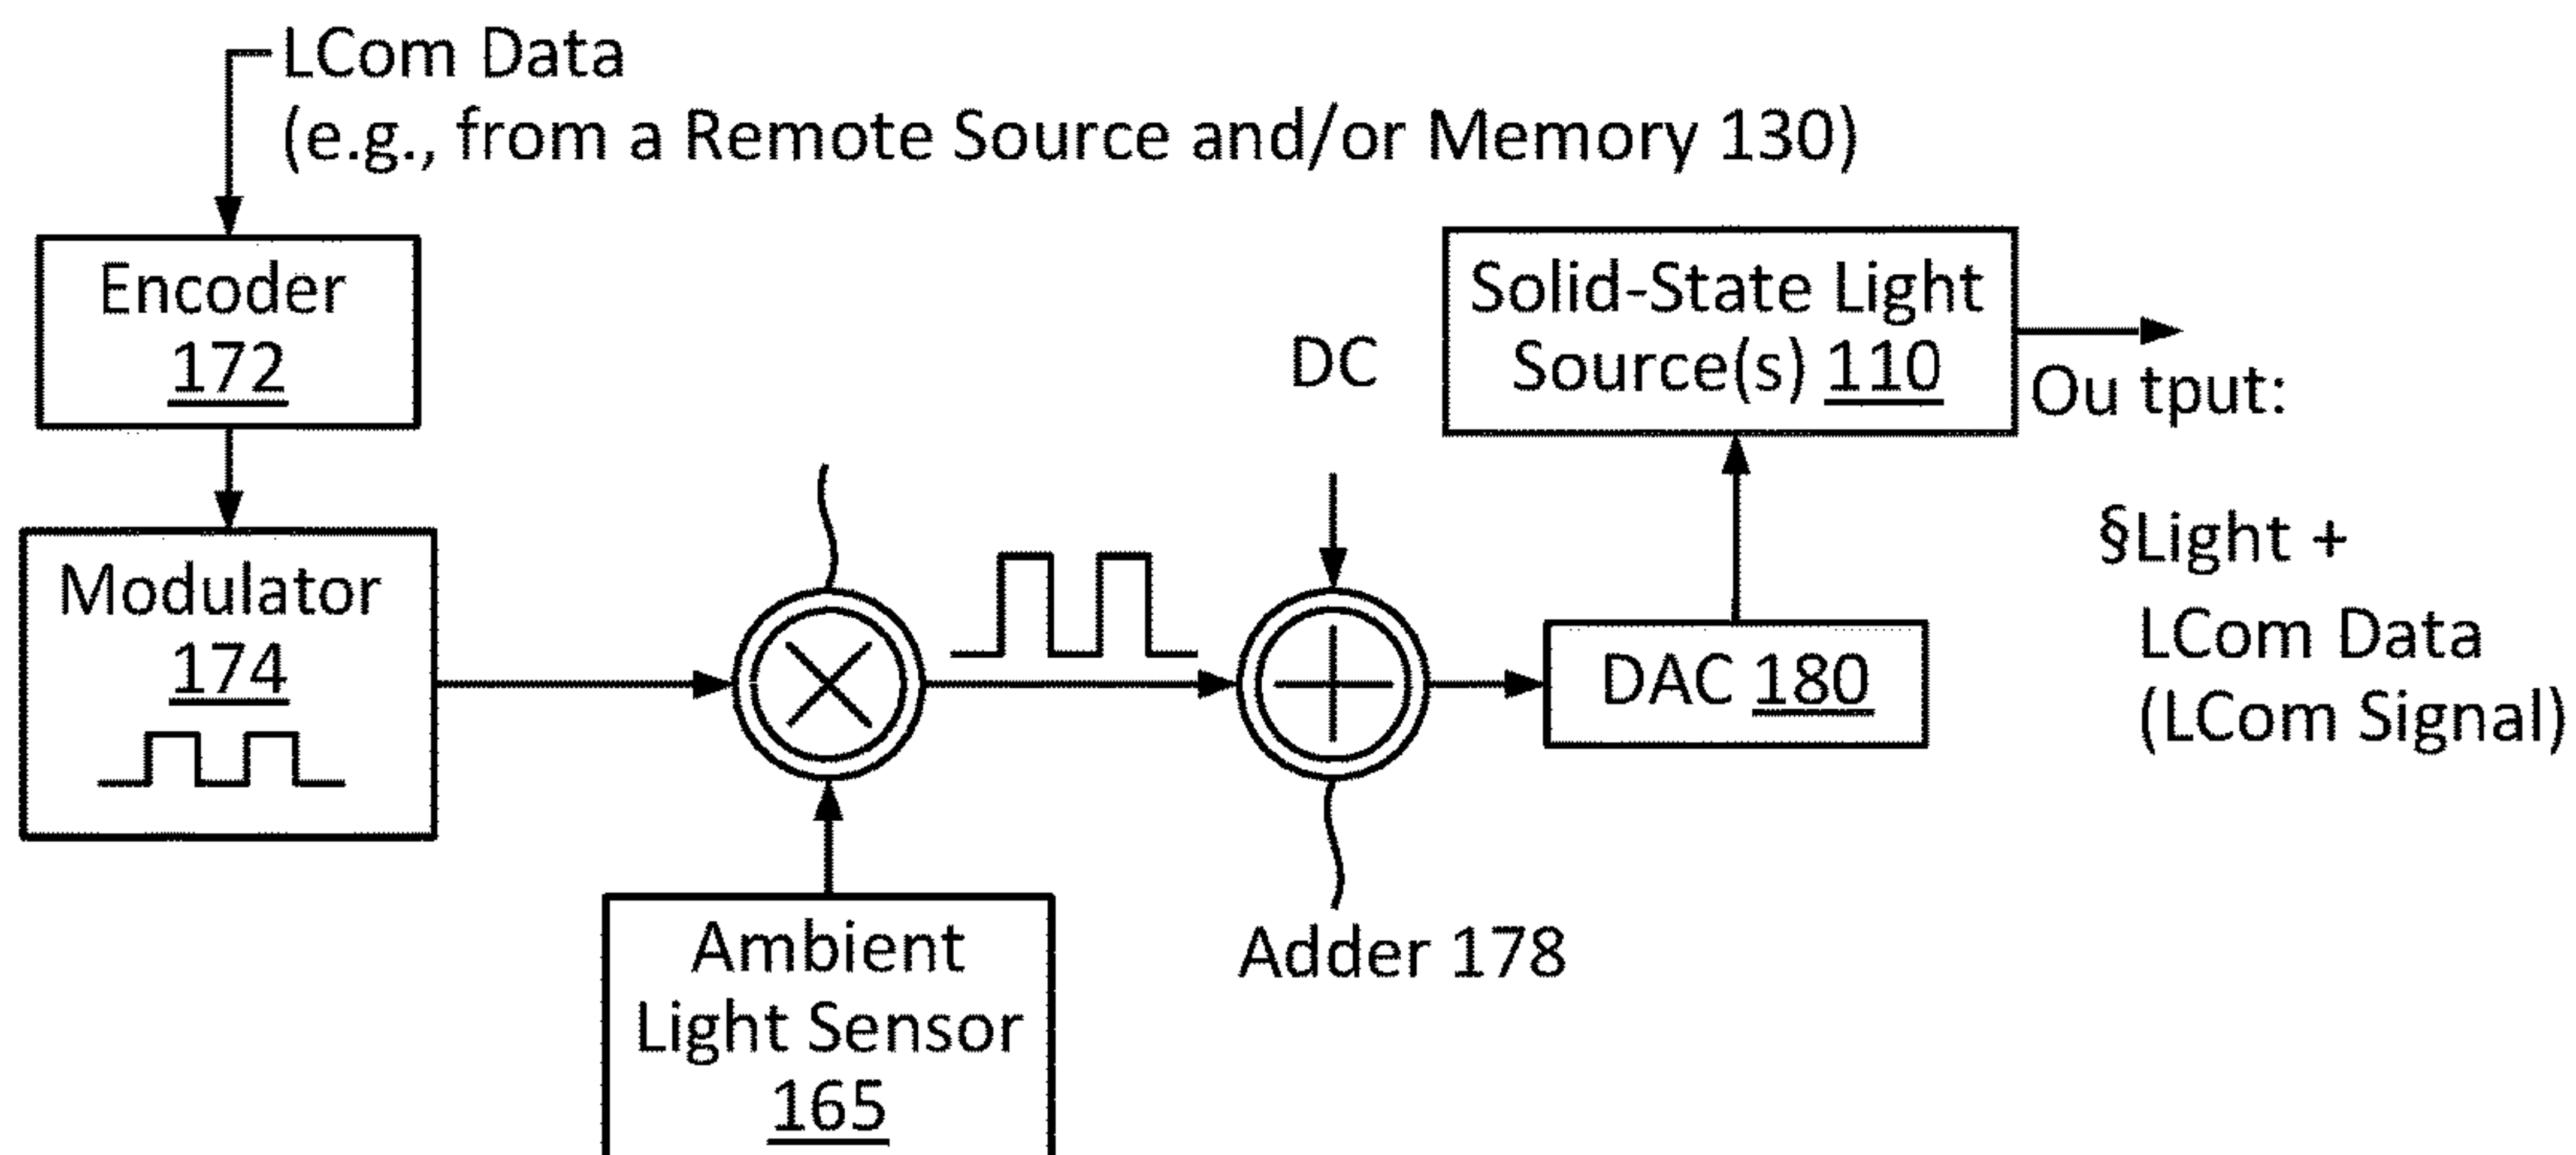 LCom Data
(e.g., from a Remote Source and/or Memory 130)
Encoder
172
Modulator
174
Ambient
Light Sensor
165
DC
Adder 178
DAC 180
Solid-State Light
Source(s) 110
Ou tput:
§Light +
LCom Data
(LCom Signal)